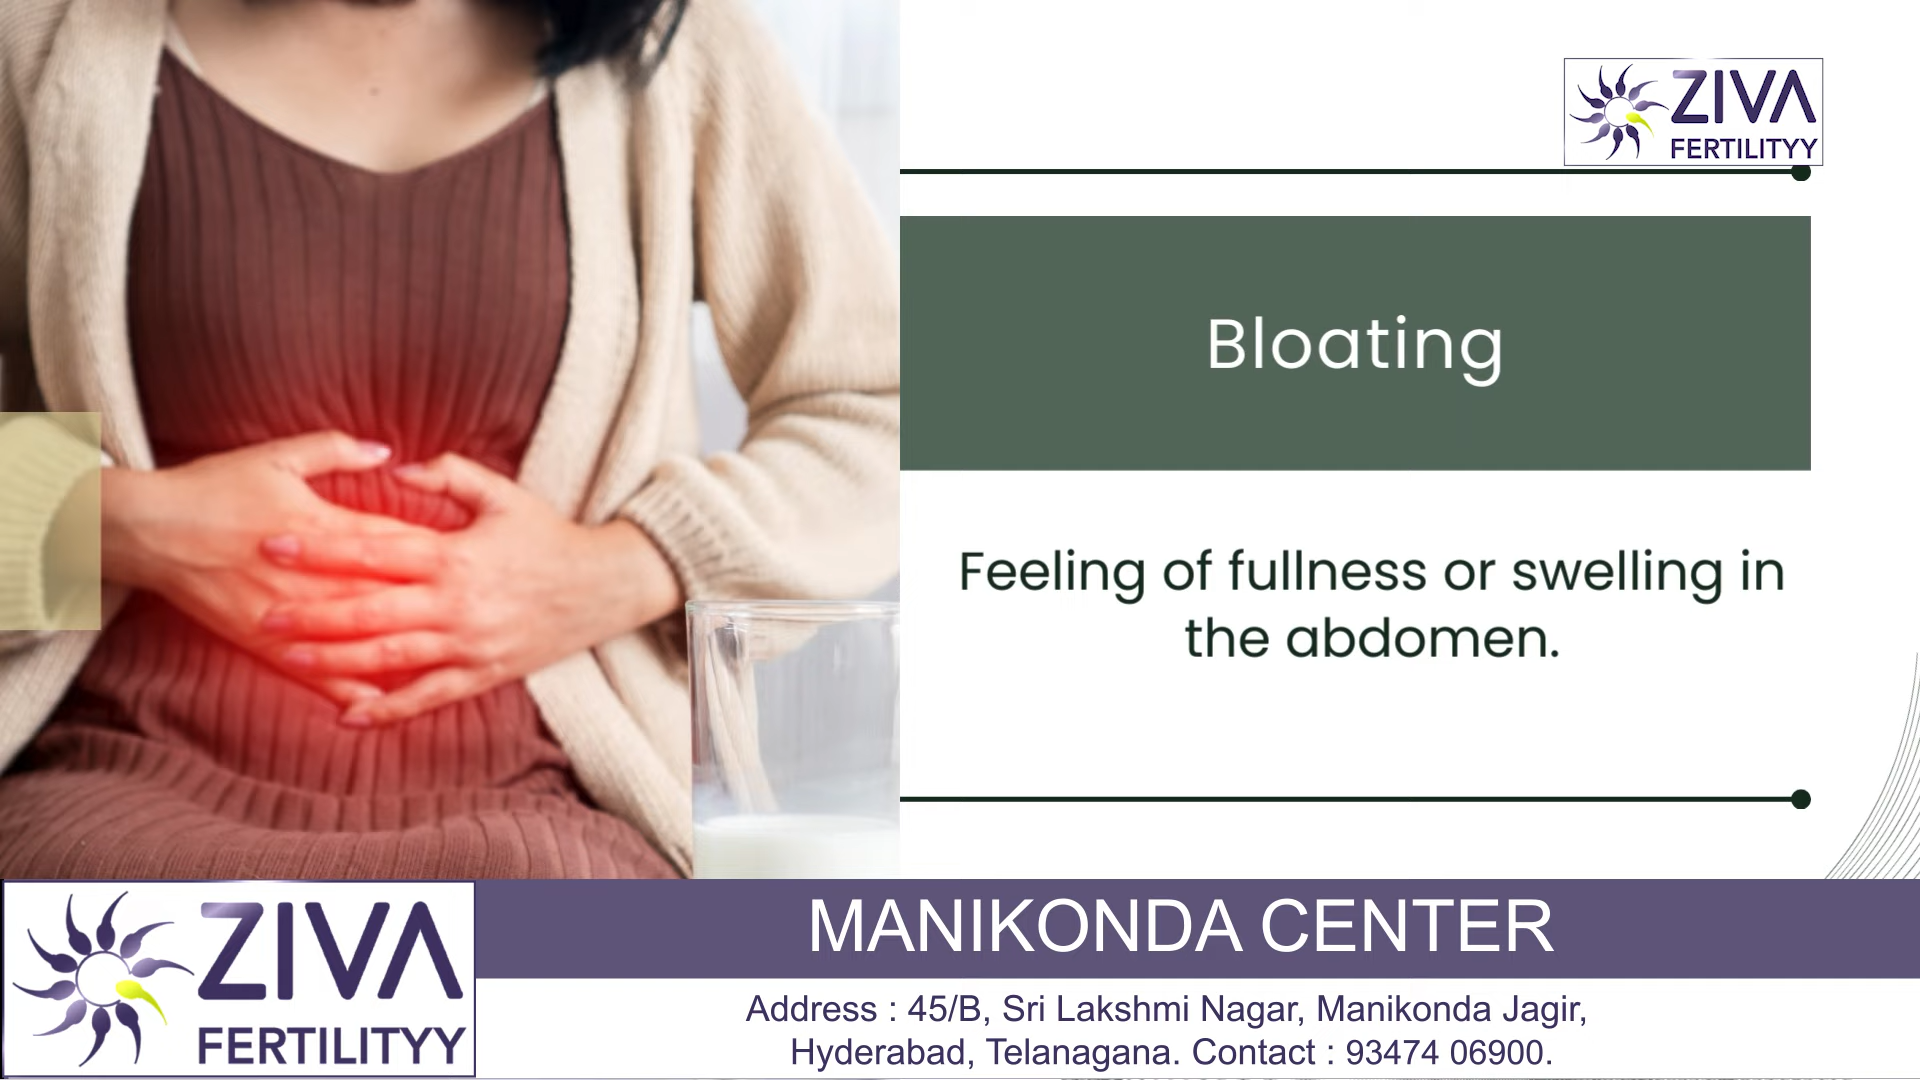 ZIVA
FERTILITYY
Bloating
Feeling of fullness or swelling in
the abdomen.
ZIVA
FERTILITYY
MANIKONDA CENTER
Address : 45/B, Sri Lakshmi Nagar, Manikonda Jagir,
Hyderabad, Telanagana. Contact : 93474 06900.